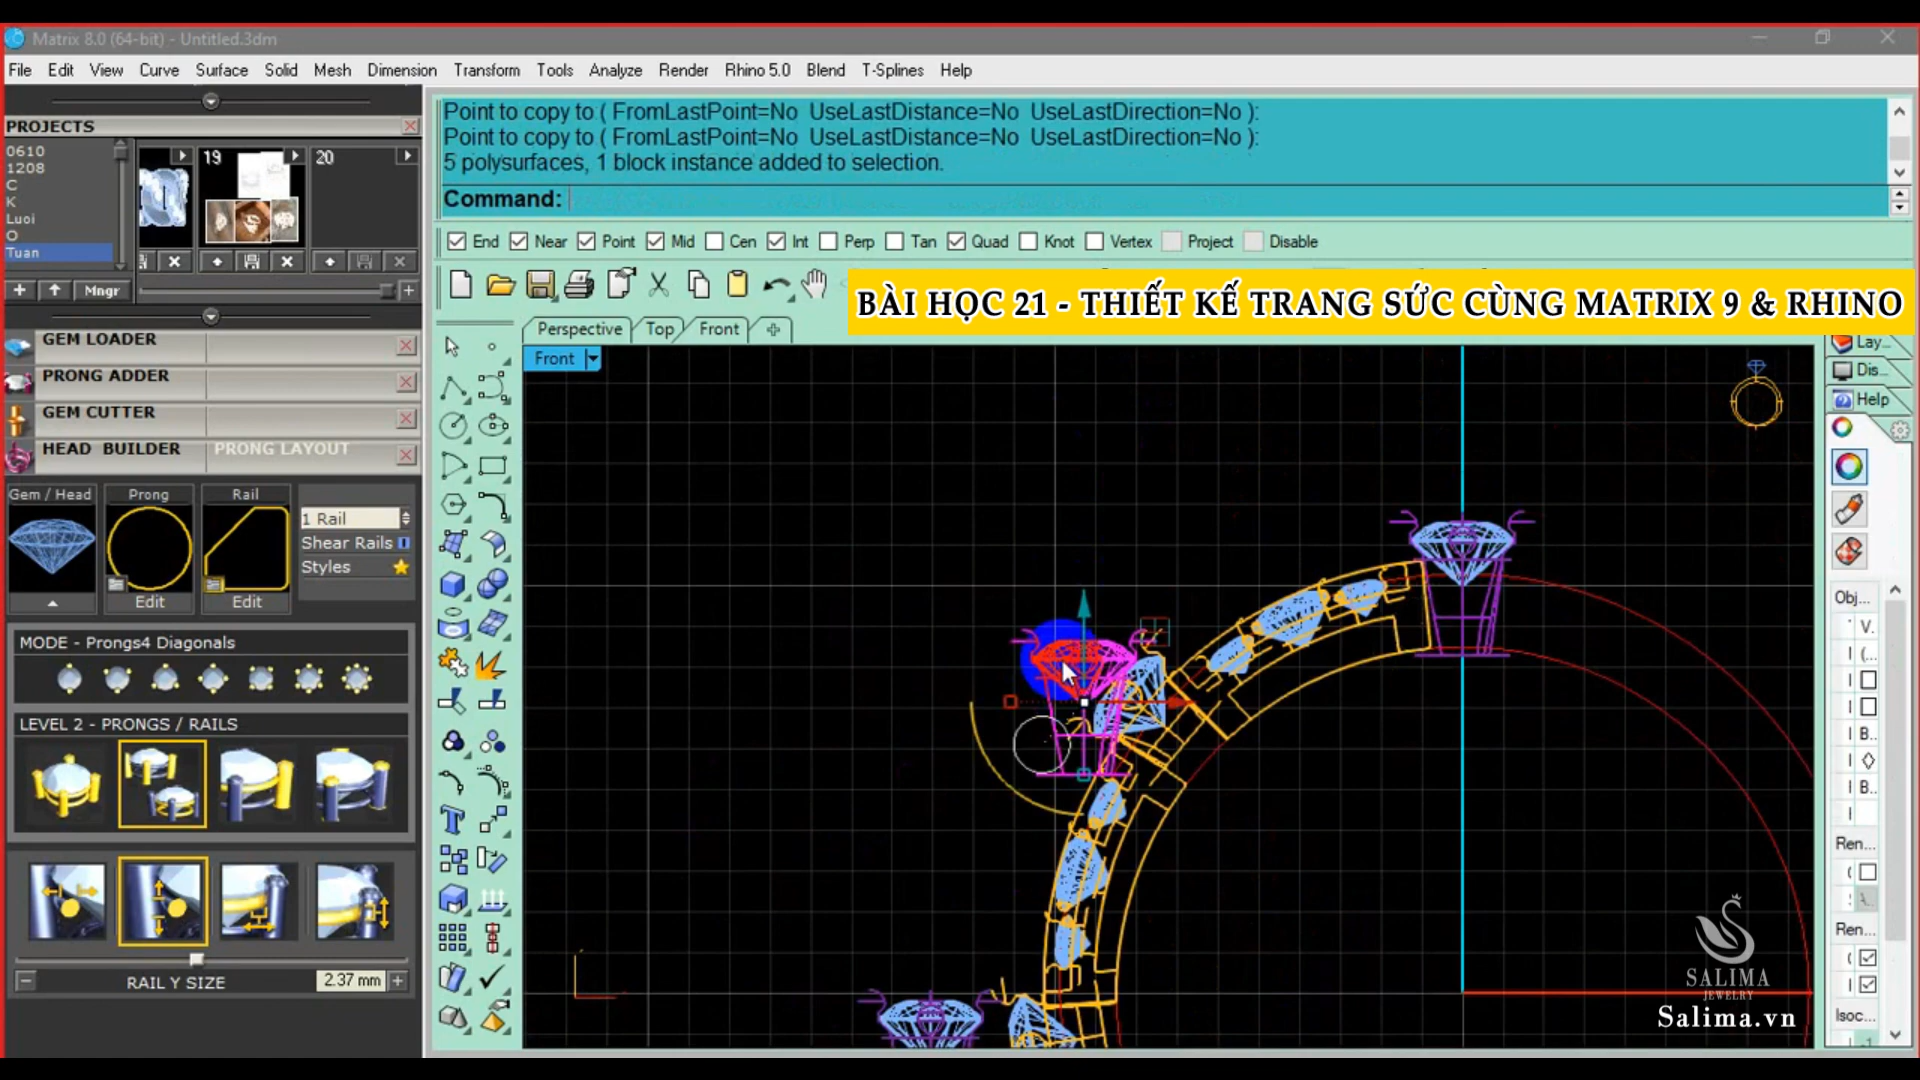 Matrix 8.0 (64-bit) - Untitled.3dm
File Edit View Curve Surface Solid Mesh Dimension Transform Tools Analyze Render Rhino 5.0 Blend T-Splines Help
Point to copy to ( FromLastPoint=No UseLastDistance=No UseLastDirection=No ):
Point to copy to ( FromLastPoint=No UseLastDistance=No UseLastDirection=No ):
5 polysurfaces, 1 block instance added to selection.
Command:
End Near Point Mid Cen Int Perp Tan Quad Knot Vertex Project Disable
BÀI HỌC 21 - THIẾT KẾ TRANG SỨC CÙNG MATRIX 9 & RHINO
Perspective Top Front
Front
PROJECTS
0610
1208
C
K
Luoi
O
Tuan
19
20
Mngr
GEM LOADER
PRONG ADDER
GEM CUTTER
HEAD BUILDER PRONG LAYOUT
Gem / Head Prong Rail
1 Rail
Shear Rails
Styles
Edit Edit
MODE - Prongs4 Diagonals
LEVEL 2 - PRONGS / RAILS
RAIL Y SIZE 2.37 mm
Lay...
Dis...
Help
Obj...
V.
(...
B..
B..
Ren...
Ren...
Isoc...
SALIMA
JEWELRY
Salima.vn